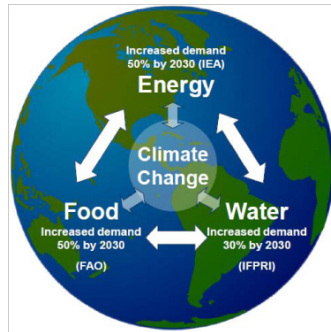 Increased demand
50% by 2030 (IEA)
Energy
Climate
Change
Food
Increased demand
50% by 2030
(FAO)
Water
Increased demand
30% by 2030
(IFPRI)